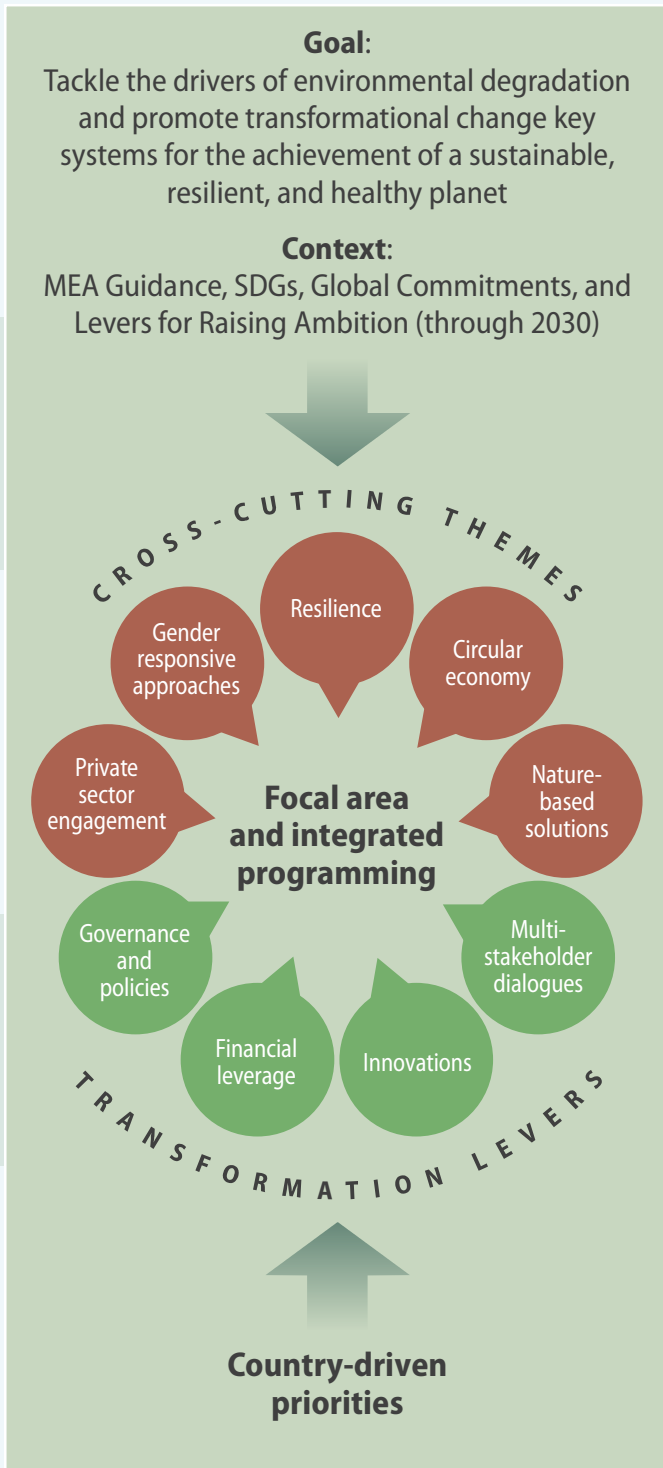 Goal:
Tackle the drivers of environmental degradation
and promote transformational change key
systems for the achievement of a sustainable,
resilient, and healthy planet
Context:
MEA Guidance, SDGs, Global Commitments, and
Levers for Raising Ambition (through 2030)
CROSS-CUTTING THEMES
Resilience
Gender
responsive
approaches
Circular
economy
Private
sector
engagement
Nature-
based
solutions
Focal area
and integrated
programming
Governance
and
policies
Multi-
stakeholder
dialogues
Financial
leverage
Innovations
TRANSFORMATION LEVERS
Country-driven
priorities